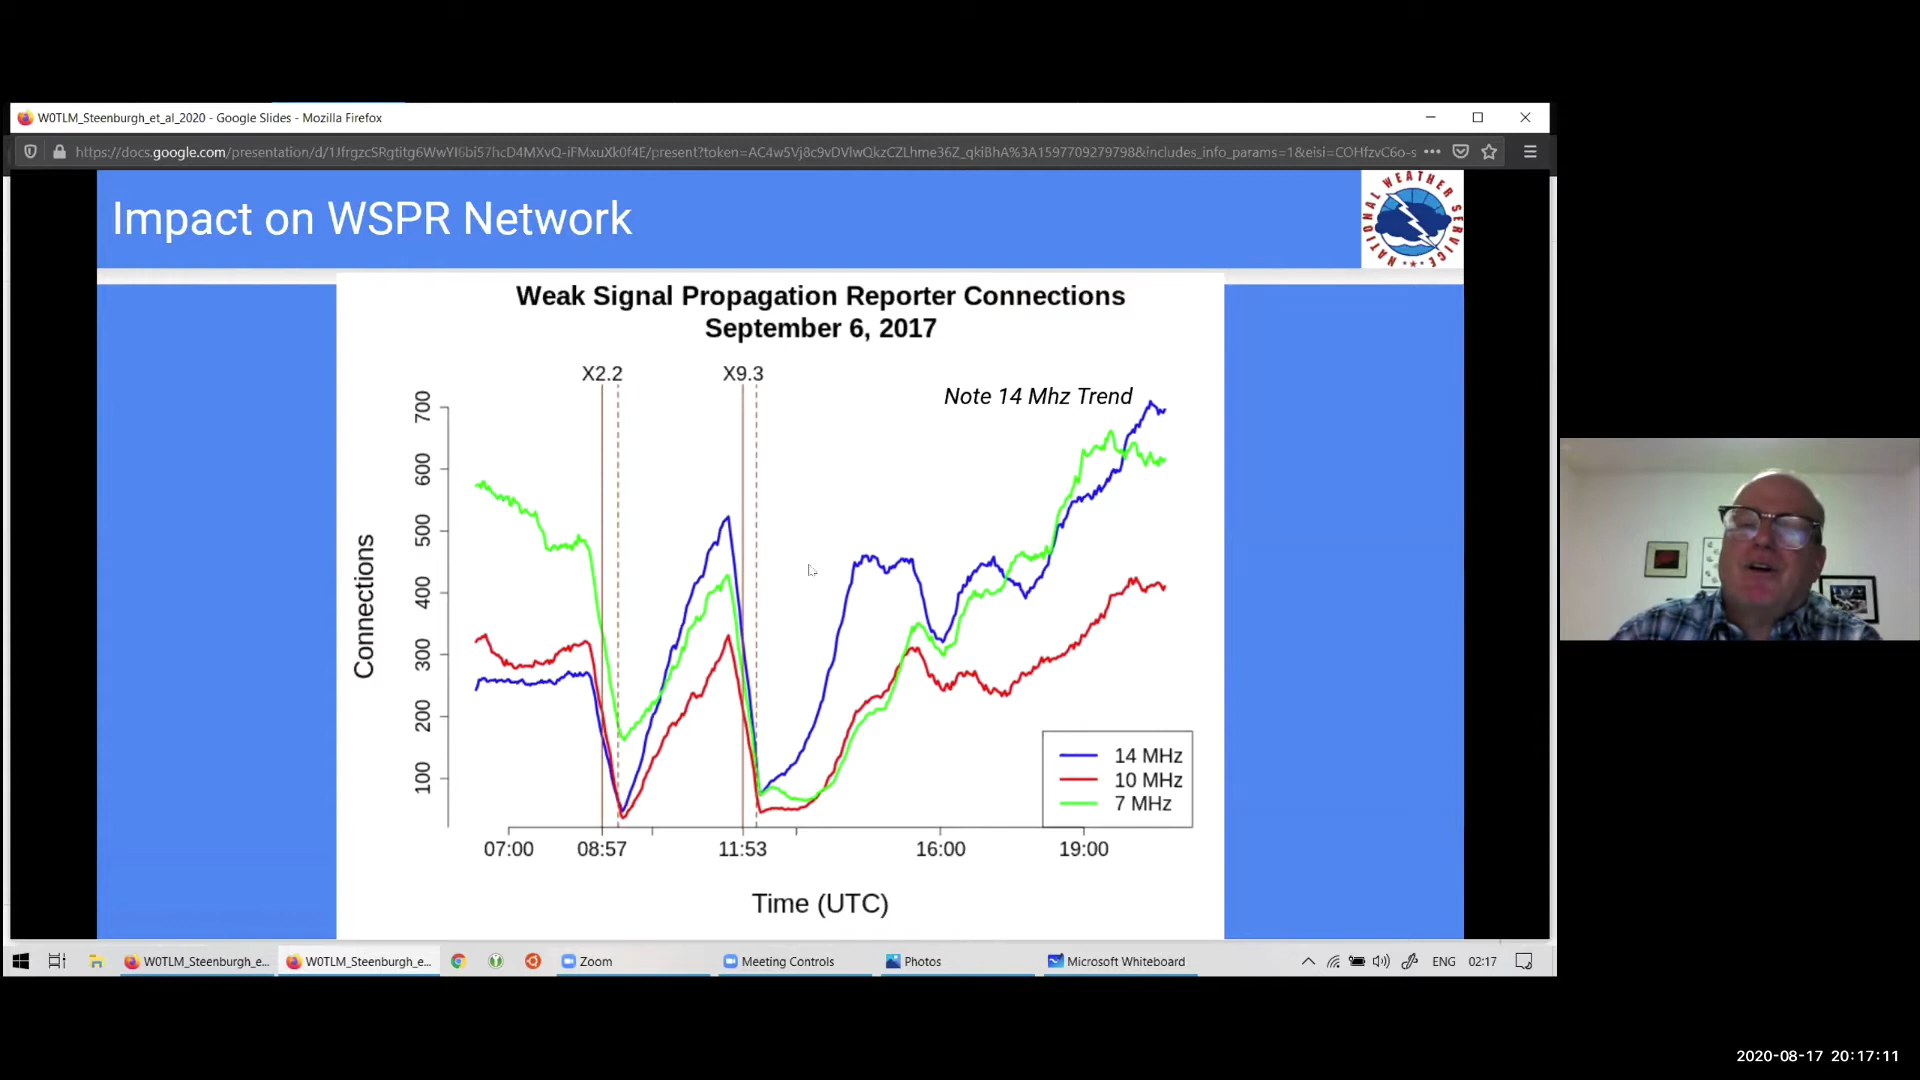 W0TLM_Steenburgh_et_al_2020 - Google Slides - Mozilla Firefox
Impact on WSPR Network
NATIONAL WEATHER SERVICE
Weak Signal Propagation Reporter Connections
September 6, 2017
X2.2 X9.3
Note 14 Mhz Trend
Connections
700
600
500
400
300
200
100
14 MHz
10 MHz
7 MHz
07:00 08:57 11:53 16:00 19:00
Time (UTC)
W0TLM_Steenburgh_e... W0TLM_Steenburgh_e... Zoom Meeting Controls Photos Microsoft Whiteboard ENG 02:17
2020-08-17 20:17:11